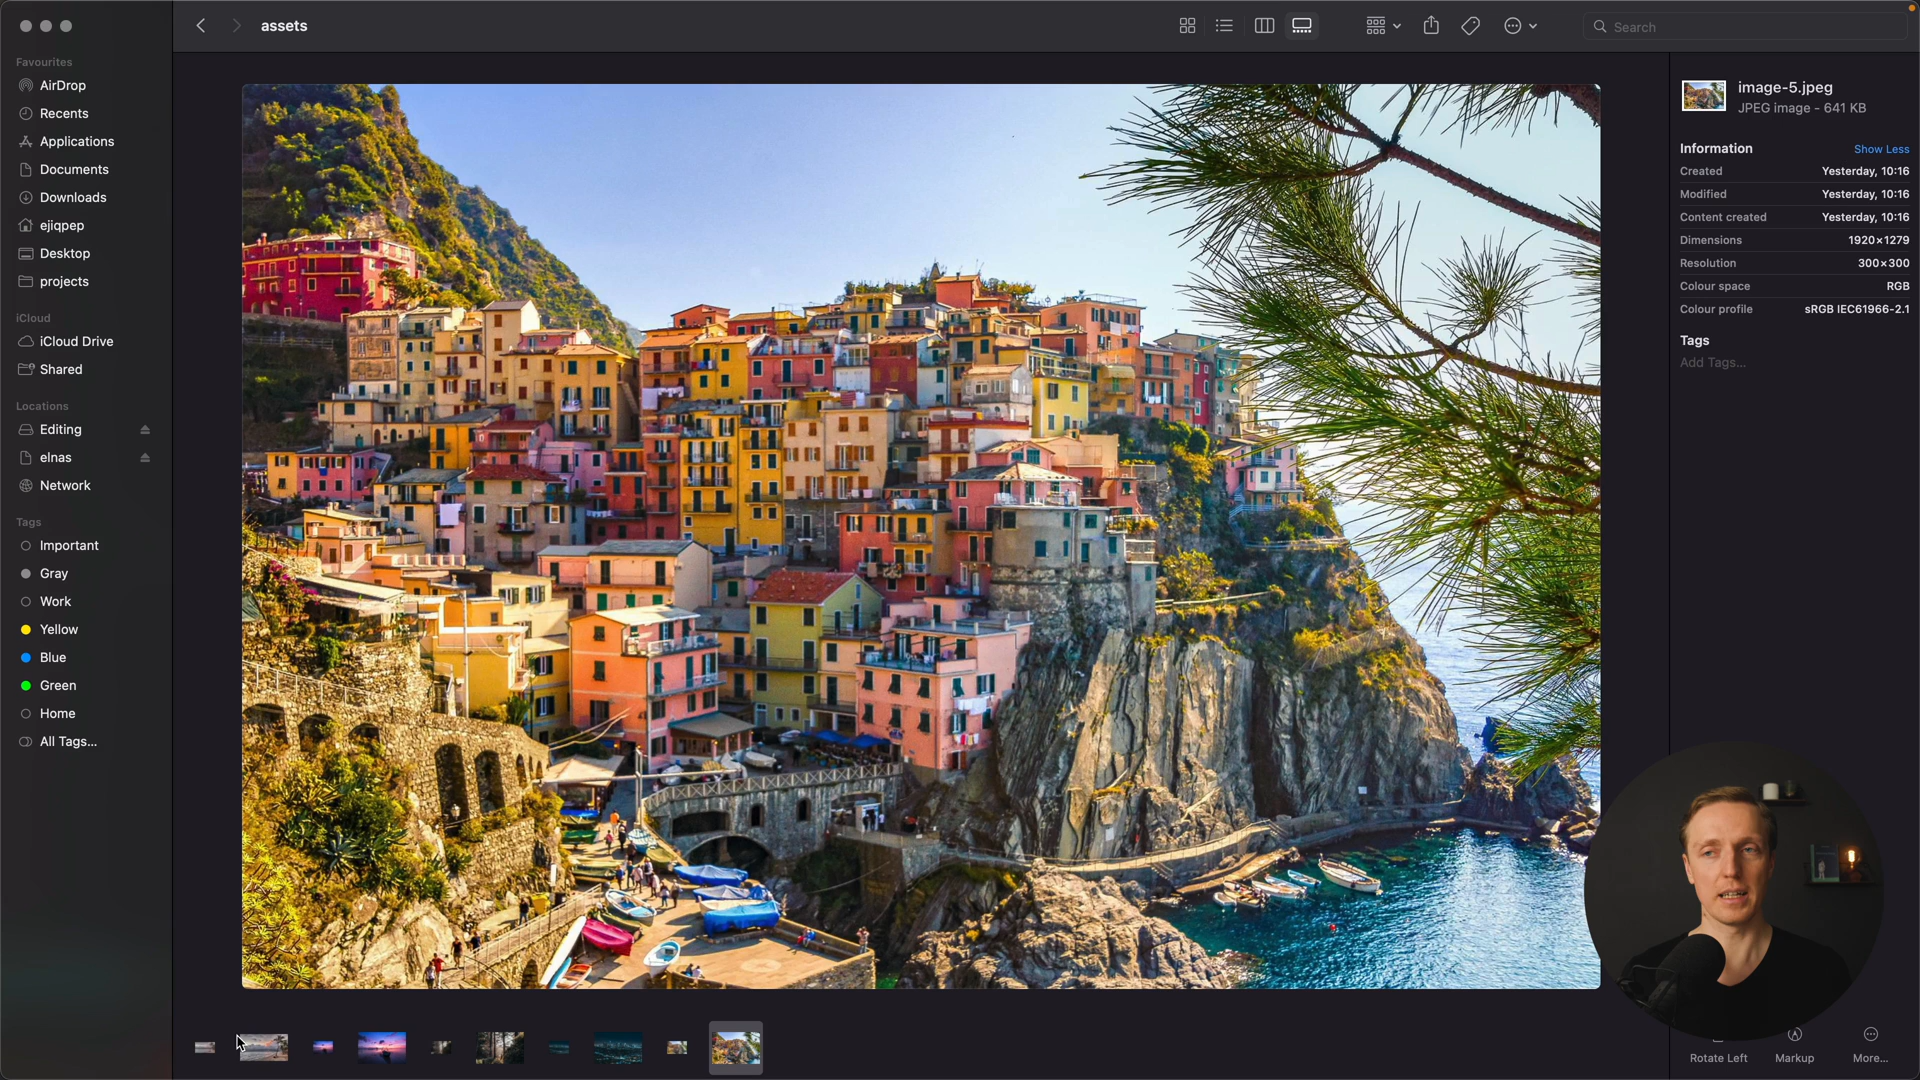 assets
Search
Favourites
AirDrop
Recents
Applications
Documents
Downloads
ejiqpep
Desktop
projects
iCloud
iCloud Drive
Shared
Locations
Editing
elnas
Network
Tags
Important
Gray
Work
Yellow
Blue
Green
Home
All Tags...
image-5.jpeg
JPEG image - 641 KB
Information Show Less
Created Yesterday, 10:16
Modified Yesterday, 10:16
Content created Yesterday, 10:16
Dimensions 1920×1279
Resolution 300×300
Colour space RGB
Colour profile sRGB IEC61966-2.1
Tags
Add Tags...
Rotate Left Markup More...